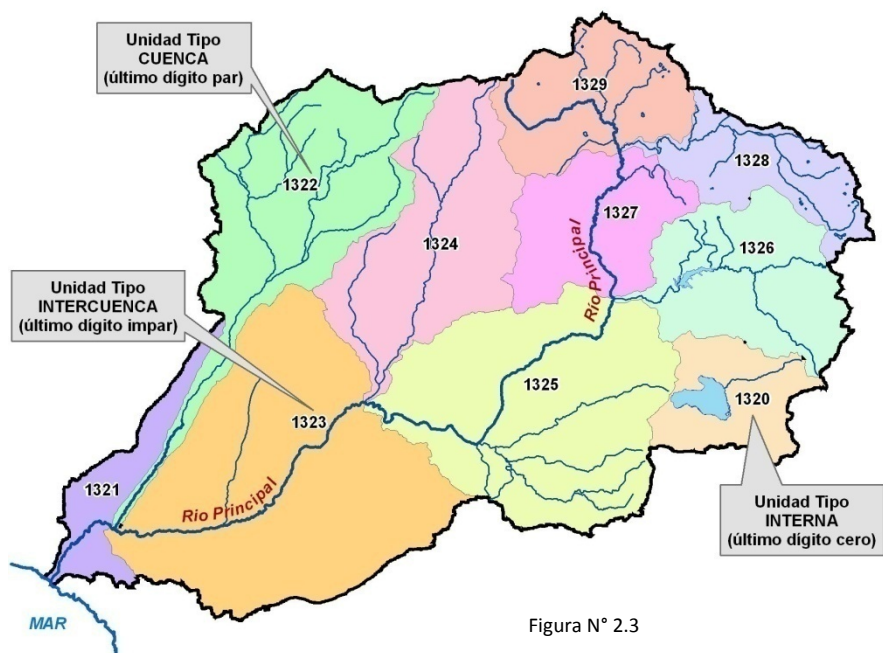 Unidad Tipo
CUENCA
(último dígito par)
1329
1328
1322
1327
1324
1326
Río Principal
Unidad Tipo
INTERCUENCA
(último dígito impar)
1325
1320
1323
1321
Rio Principal
Unidad Tipo
INTERNA
(último dígito cero)
MAR
Figura N° 2.3